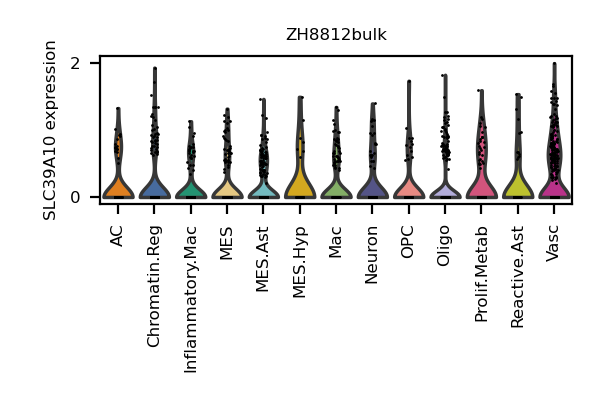 ZH8812bulk
SLC39A10 expression
2
0
AC
Chromatin.Reg
Inflammatory.Mac
MES
MES.Ast
MES.Hyp
Mac
Neuron
OPC
Oligo
Prolif.Metab
Reactive.Ast
Vasc